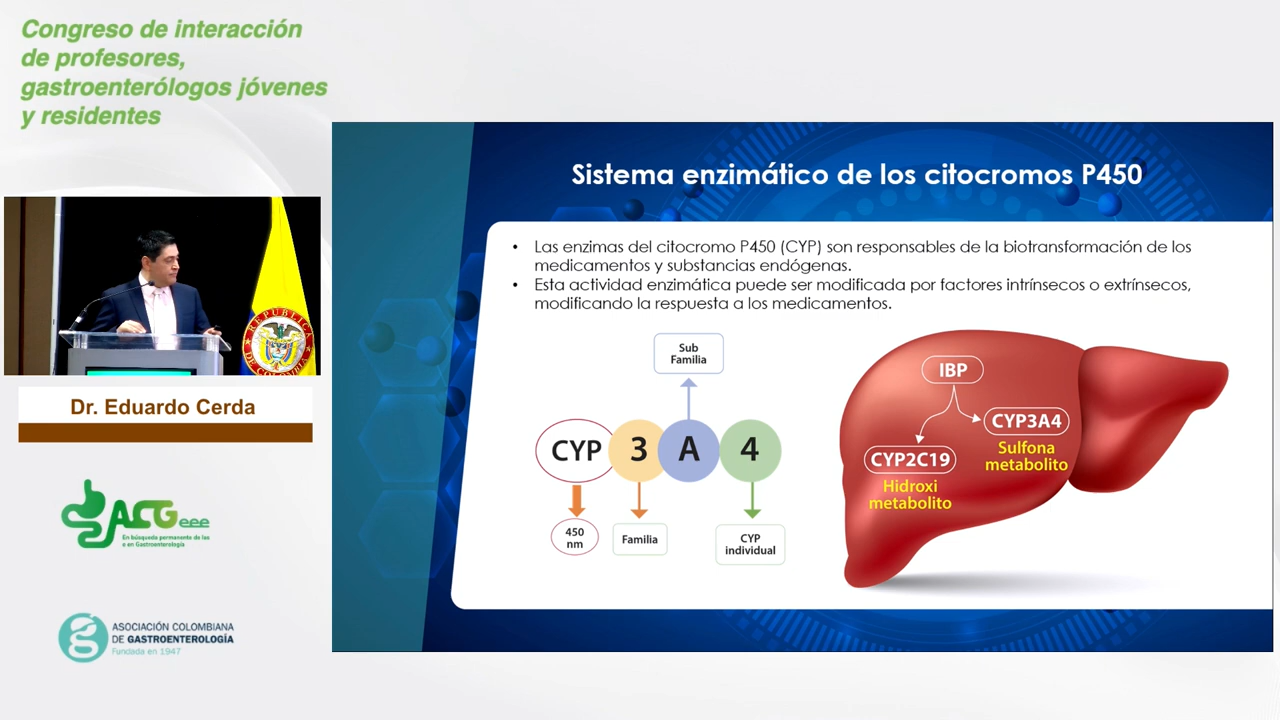 Congreso de interacción
de profesores,
gastroenterólogos jóvenes
y residentes
REPUBLICA
DE COLOMBIA
Dr. Eduardo Cerda
ACGeee
En búsqueda permanente de las
e en Gastroenterología
ASOCIACIÓN COLOMBIANA
DE GASTROENTEROLOGÍA
Fundada en 1947
Sistema enzimático de los citocromos P450
• Las enzimas del citocromo P450 (CYP) son responsables de la biotransformación de los
medicamentos y substancias endógenas.
• Esta actividad enzimática puede ser modificada por factores intrínsecos o extrínsecos,
modificando la respuesta a los medicamentos.
Sub
Familia
CYP 3 A 4
450
nm
Familia
CYP
individual
IBP
CYP3A4
Sulfona
metabolito
CYP2C19
Hidroxi
metabolito